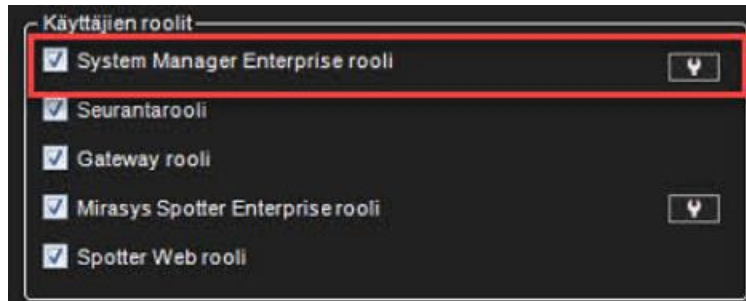 Käyttäjien roolit
System Manager Enterprise rooli
Seurantarooli
Gateway rooli
Mirasys Spotter Enterprise rooli
Spotter Web rooli